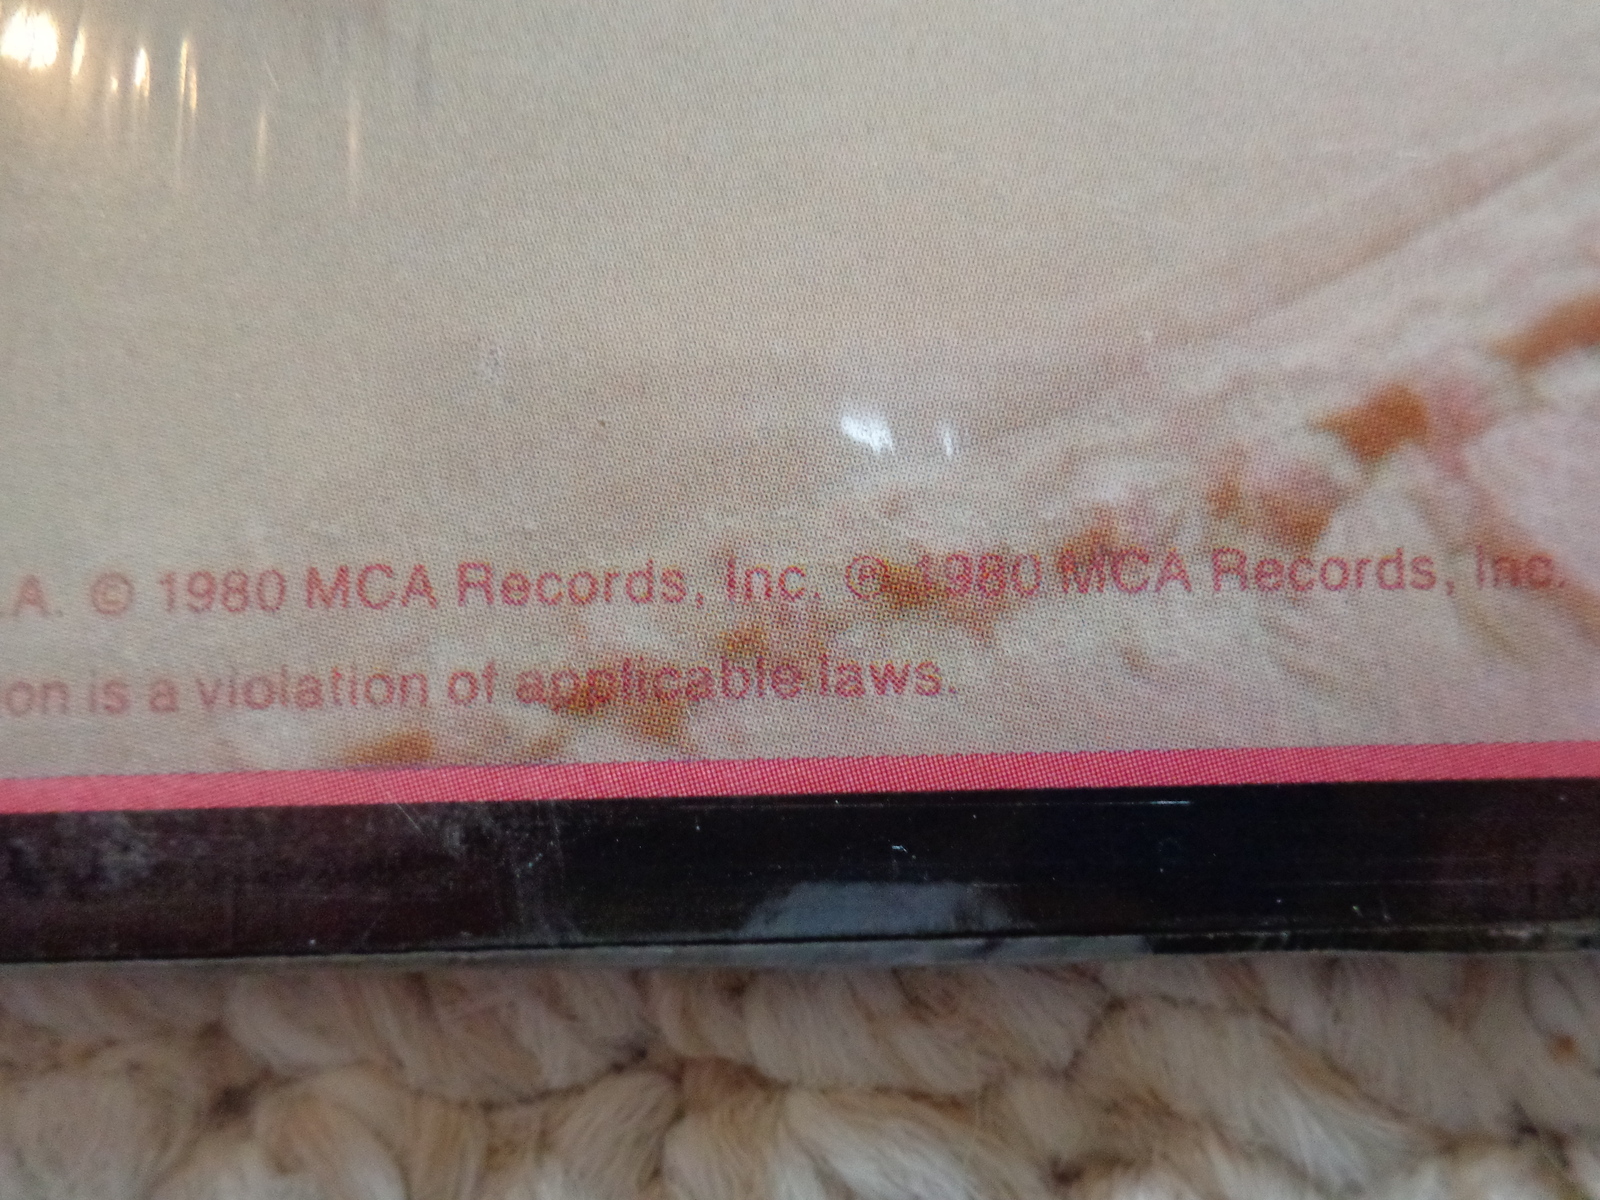 .A. © 1980 MCA Records, Inc. ℗ 1980 MCA Records, Inc.
on is a violation of applicable laws.